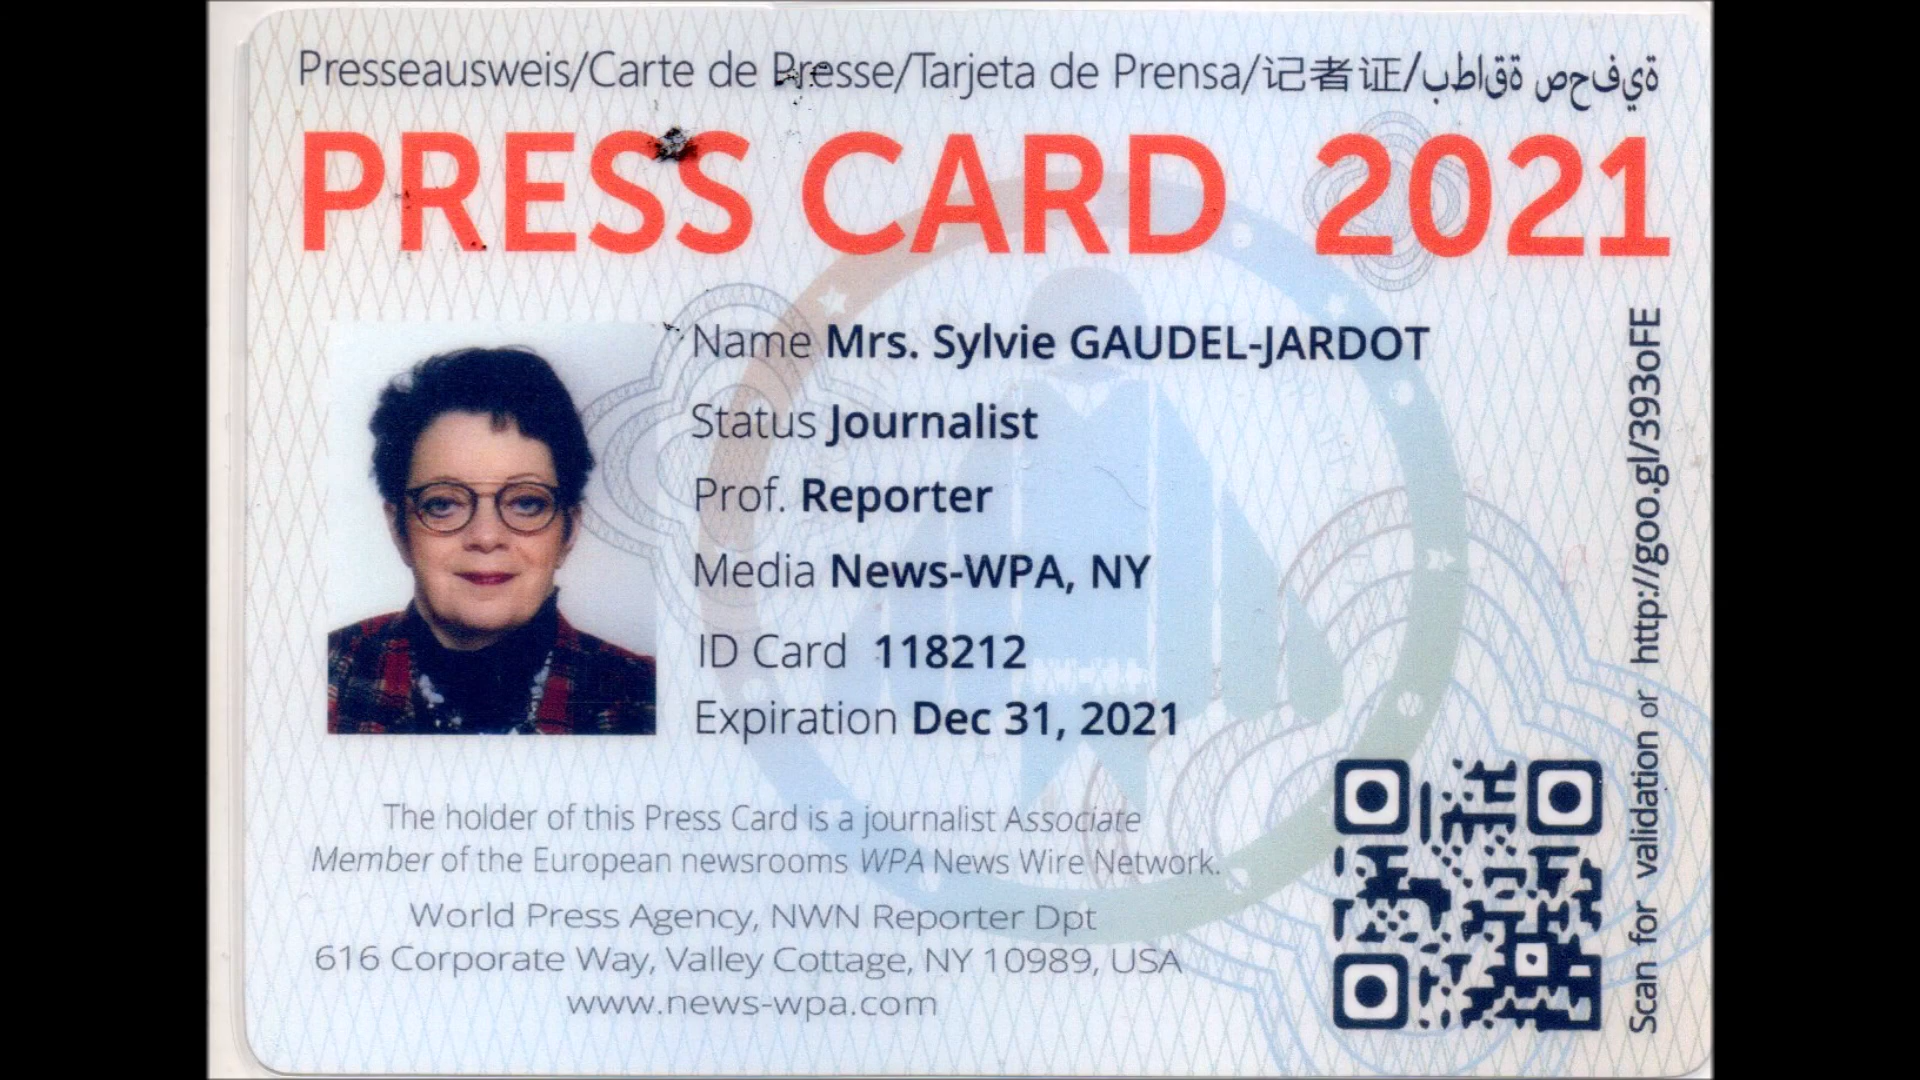 Presseausweis/Carte de Presse/Tarjeta de Prensa/记者证/ةيفحص ةقاطب
PRESS CARD 2021
Name Mrs. Sylvie GAUDEL-JARDOT
Status Journalist
Prof. Reporter
Media News-WPA, NY
ID Card 118212
Expiration Dec 31, 2021
The holder of this Press Card is a journalist Associate
Member of the European newsrooms WPA News Wire Network.
World Press Agency, NWN Reporter Dpt
616 Corporate Way, Valley Cottage, NY 10989, USA
www.news-wpa.com
Scan for validation or http://goo.gl/393oFE